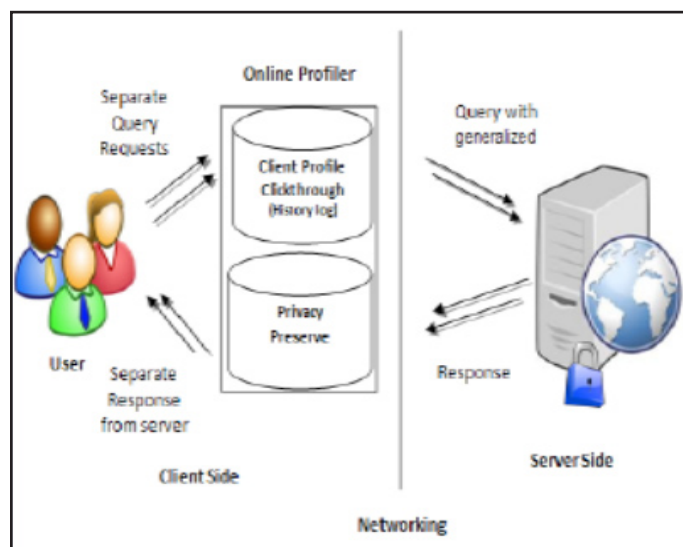 Online Profiler
Separate
Query
Requests
Client Profile
Clickthrough
(History log)
Query with
generalized
Privacy
Preserve
User
Separate
Response
from server
Response
Client Side
Server Side
Networking